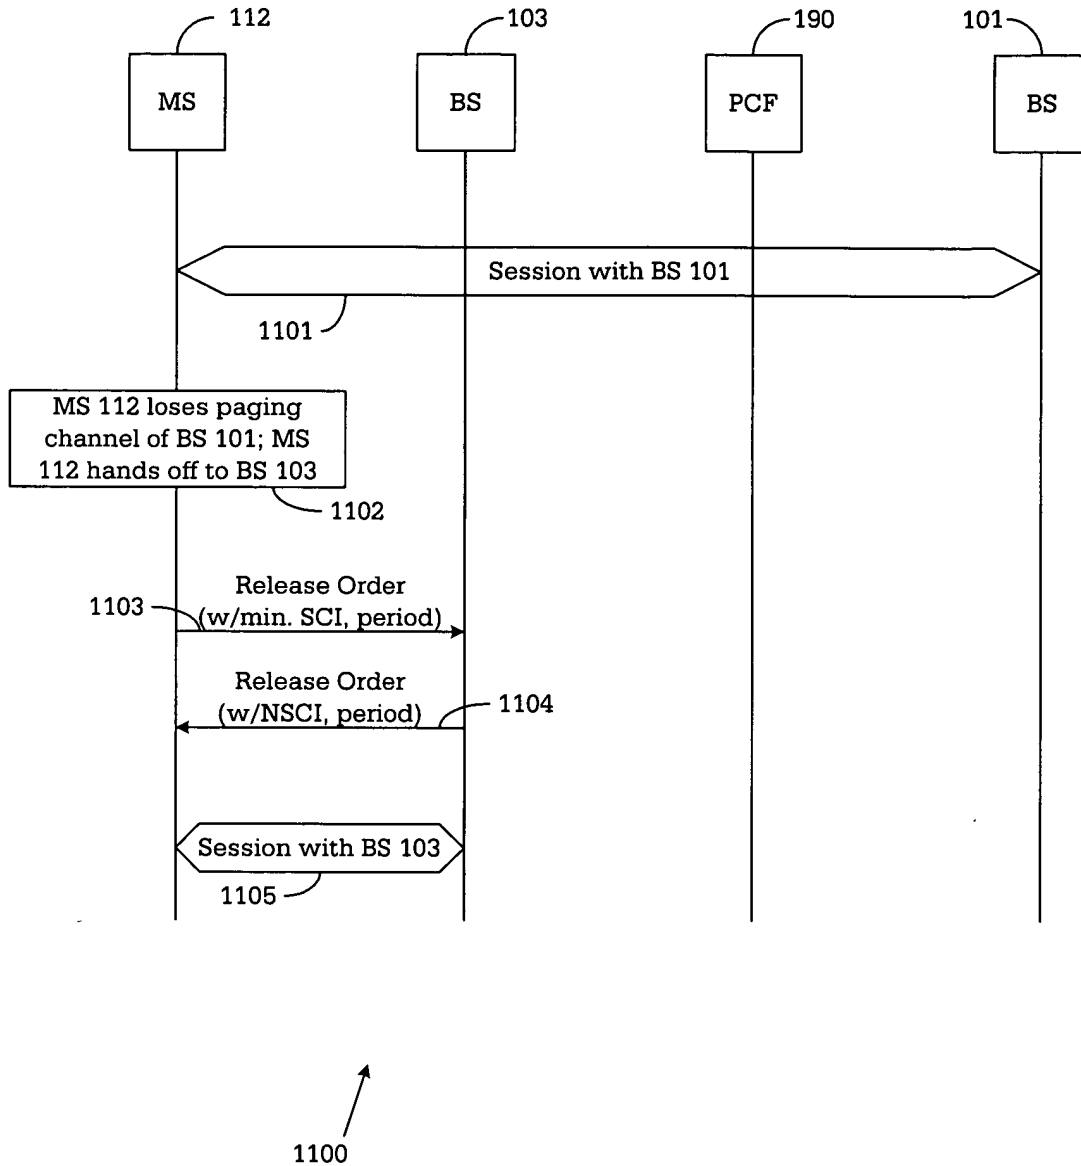 112
103
190
101
MS
BS
PCF
BS
Session with BS 101
1101
MS 112 loses paging
channel of BS 101; MS
112 hands off to BS 103
1102
Release Order
1103
(w/min. SCI, period)
Release Order
(w/NSCI, period)
1104
Session with BS 103
1105
1100